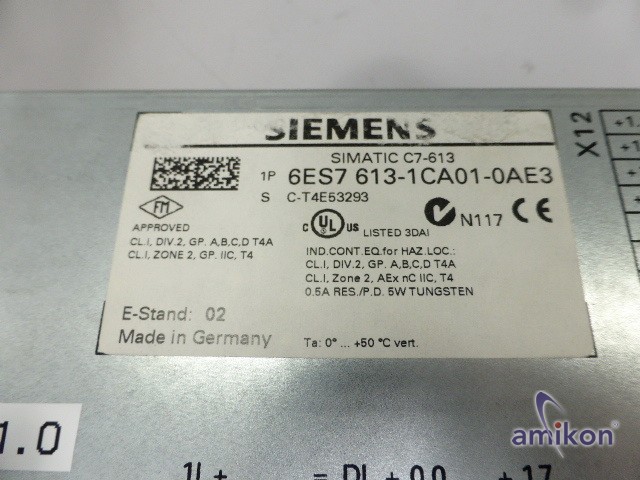 SIEMENS
SIMATIC C7-613
1P 6ES7 613-1CA01-0AE3
S C-T4E53293
FM
APPROVED
CL.I, DIV.2, GP. A,B,C,D T4A
CL.I, ZONE 2, GP. IIC, T4
C UL US LISTED 3DAI
N117 CE
IND.CONT.EQ.for HAZ.LOC.:
CL.I, DIV.2, GP. A,B,C,D T4A
CL.I, Zone 2, AEx nC IIC, T4
0.5A RES./P.D. 5W TUNGSTEN
E-Stand: 02
Made in Germany
Ta: 0° ... +50 °C vert.
X12
1.0
amikon